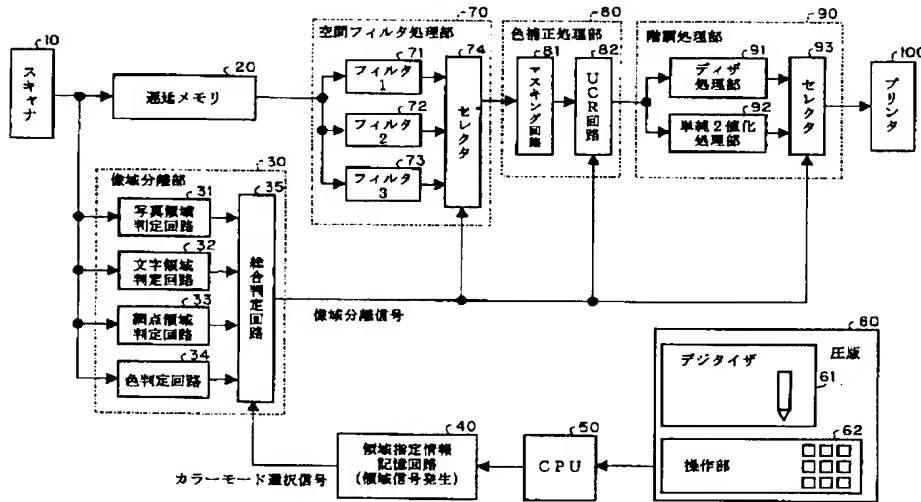 10
スキャナ
20
遅延メモリ
70
空間フィルタ処理部
71
フィルタ
1
72
フィルタ
2
73
フィルタ
3
74
セレクタ
80
色補正処理部
81
マスキング回路
82
UCR回路
90
階調処理部
91
ディザ
処理部
92
単純2値化
処理部
93
セレクタ
100
プリンタ
30
像域分離部
31
写真領域
判定回路
32
文字領域
判定回路
33
網点領域
判定回路
34
色判定回路
35
総合判定回路
像域分離信号
カラーモード選択信号
40
領域指定情報
記憶回路
(領域信号発生)
50
CPU
60
圧版
デジタイザ
61
62
操作部